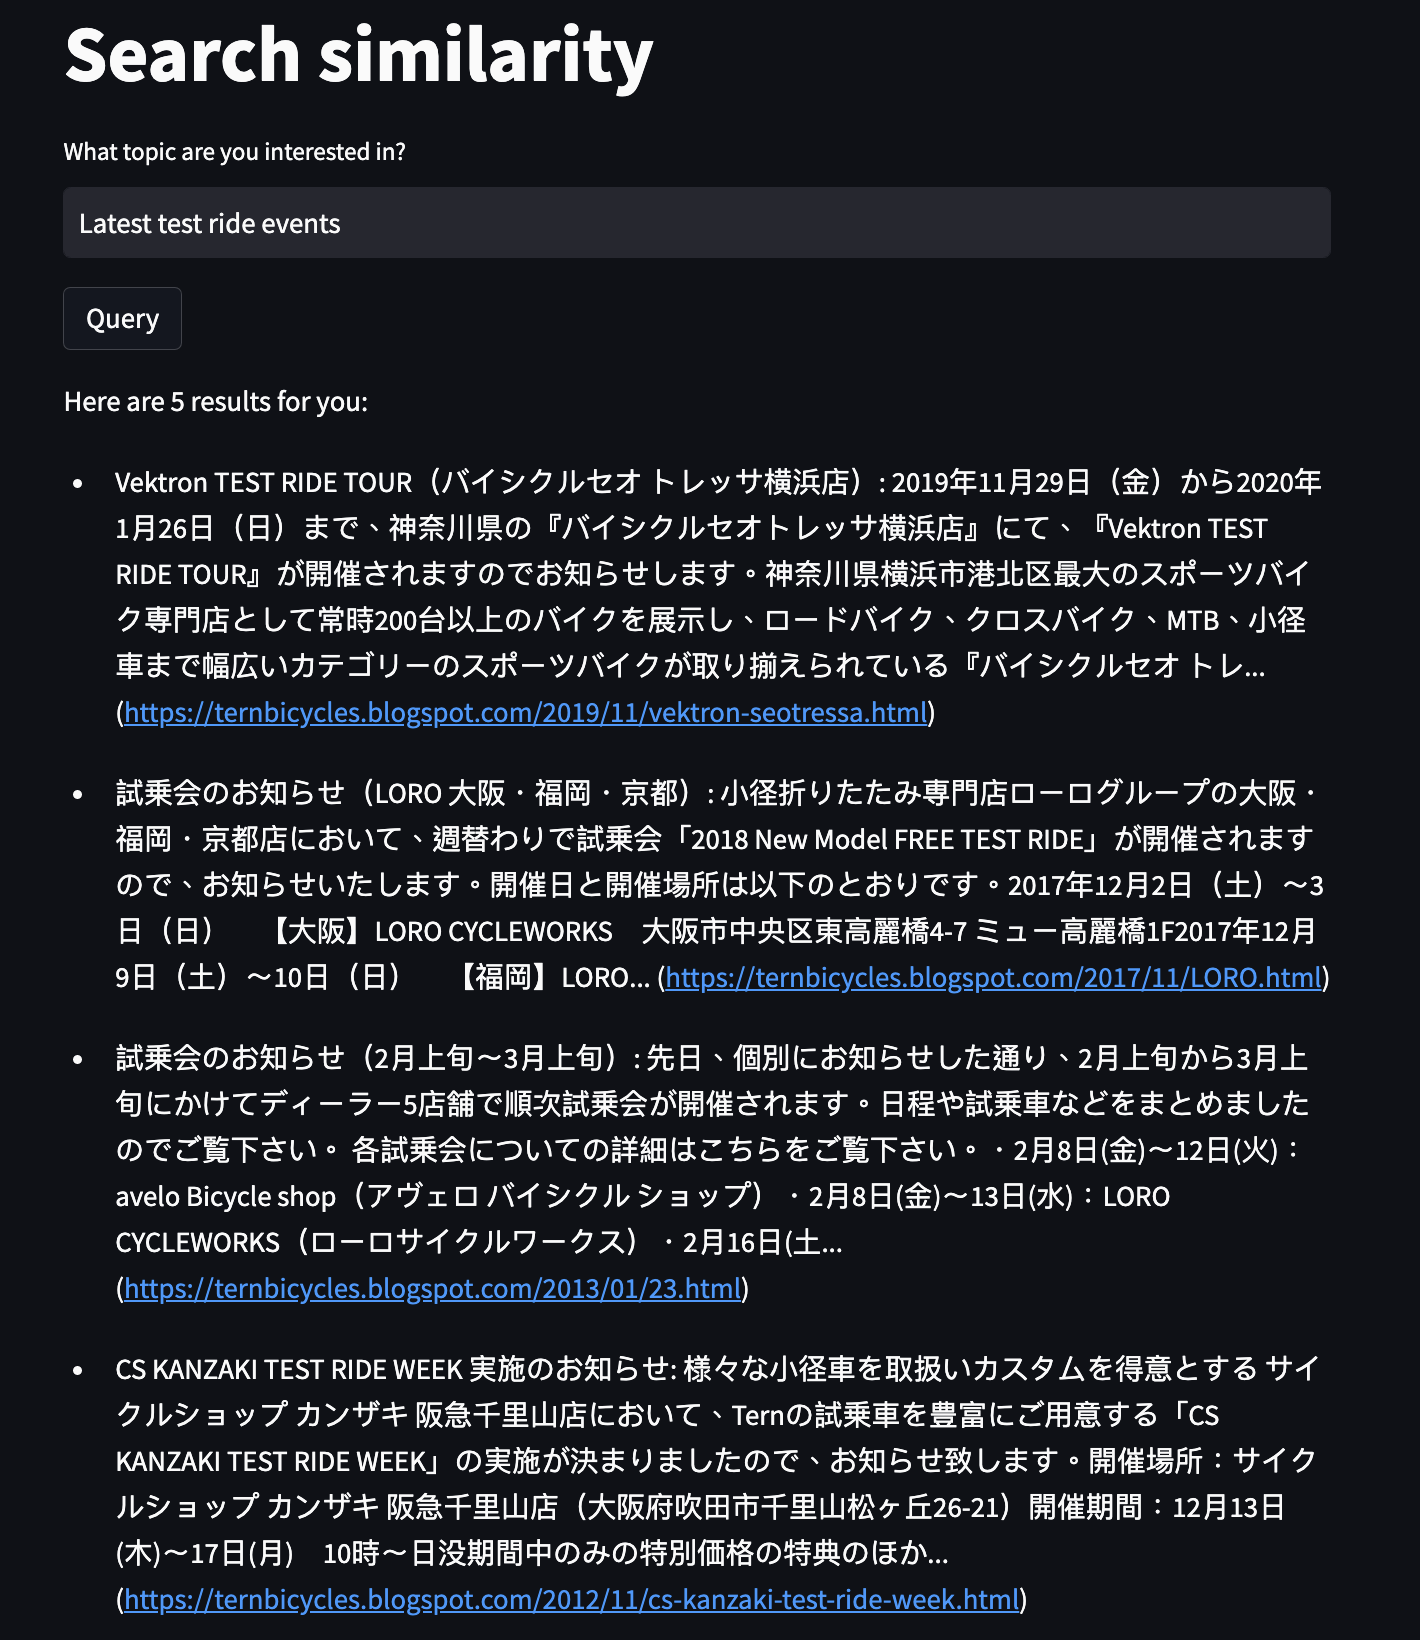 Search similarity
What topic are you interested in?
Latest test ride events
Query
Here are 5 results for you:
• Vektron TEST RIDE TOUR（バイシクルセオ トレッサ横浜店）: 2019年11月29日（金）から2020年
1月26日（日）まで、神奈川県の『バイシクルセオトレッサ横浜店』にて、『Vektron TEST
RIDE TOUR』が開催されますのでお知らせします。神奈川県横浜市港北区最大のスポーツバイ
ク専門店として常時200台以上のバイクを展示し、ロードバイク、クロスバイク、MTB、小径
車まで幅広いカテゴリーのスポーツバイクが取り揃えられている『バイシクルセオ トレ...
(https://ternbicycles.blogspot.com/2019/11/vektron-seotressa.html)
• 試乗会のお知らせ（LORO 大阪・福岡・京都）: 小径折りたたみ専門店ローログループの大阪・
福岡・京都店において、週替わりで試乗会「2018 New Model FREE TEST RIDE」が開催されます
ので、お知らせいたします。開催日と開催場所は以下のとおりです。2017年12月2日（土）～3
日（日）　【大阪】LORO CYCLEWORKS　大阪市中央区東高麗橋4-7 ミュー高麗橋1F2017年12月
9日（土）～10日（日）　【福岡】LORO... (https://ternbicycles.blogspot.com/2017/11/LORO.html)
• 試乗会のお知らせ（2月上旬～3月上旬）: 先日、個別にお知らせした通り、2月上旬から3月上
旬にかけてディーラー5店舗で順次試乗会が開催されます。日程や試乗車などをまとめました
のでご覧下さい。 各試乗会についての詳細はこちらをご覧下さい。・2月8日(金)～12日(火)：
avelo Bicycle shop（アヴェロ バイシクル ショップ）・2月8日(金)～13日(水)：LORO
CYCLEWORKS（ローロサイクルワークス）・2月16日(土...
(https://ternbicycles.blogspot.com/2013/01/23.html)
• CS KANZAKI TEST RIDE WEEK 実施のお知らせ: 様々な小径車を取扱いカスタムを得意とする サイ
クルショップ カンザキ 阪急千里山店において、Ternの試乗車を豊富にご用意する「CS
KANZAKI TEST RIDE WEEK」の実施が決まりましたので、お知らせ致します。開催場所：サイク
ルショップ カンザキ 阪急千里山店（大阪府吹田市千里山松ヶ丘26-21）開催期間：12月13日
(木)～17日(月)　10時～日没期間中のみの特別価格の特典のほか...
(https://ternbicycles.blogspot.com/2012/11/cs-kanzaki-test-ride-week.html)